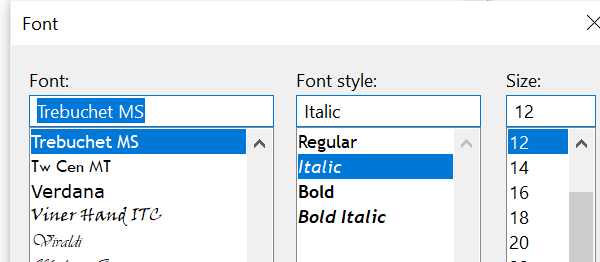 Font
Font: Font style: Size:
Trebuchet MS Italic 12
Trebuchet MS Regular 12
Tw Cen MT Italic 14
Verdana Bold 16
Viner Hand ITC Bold Italic 18
Vivaldi 20